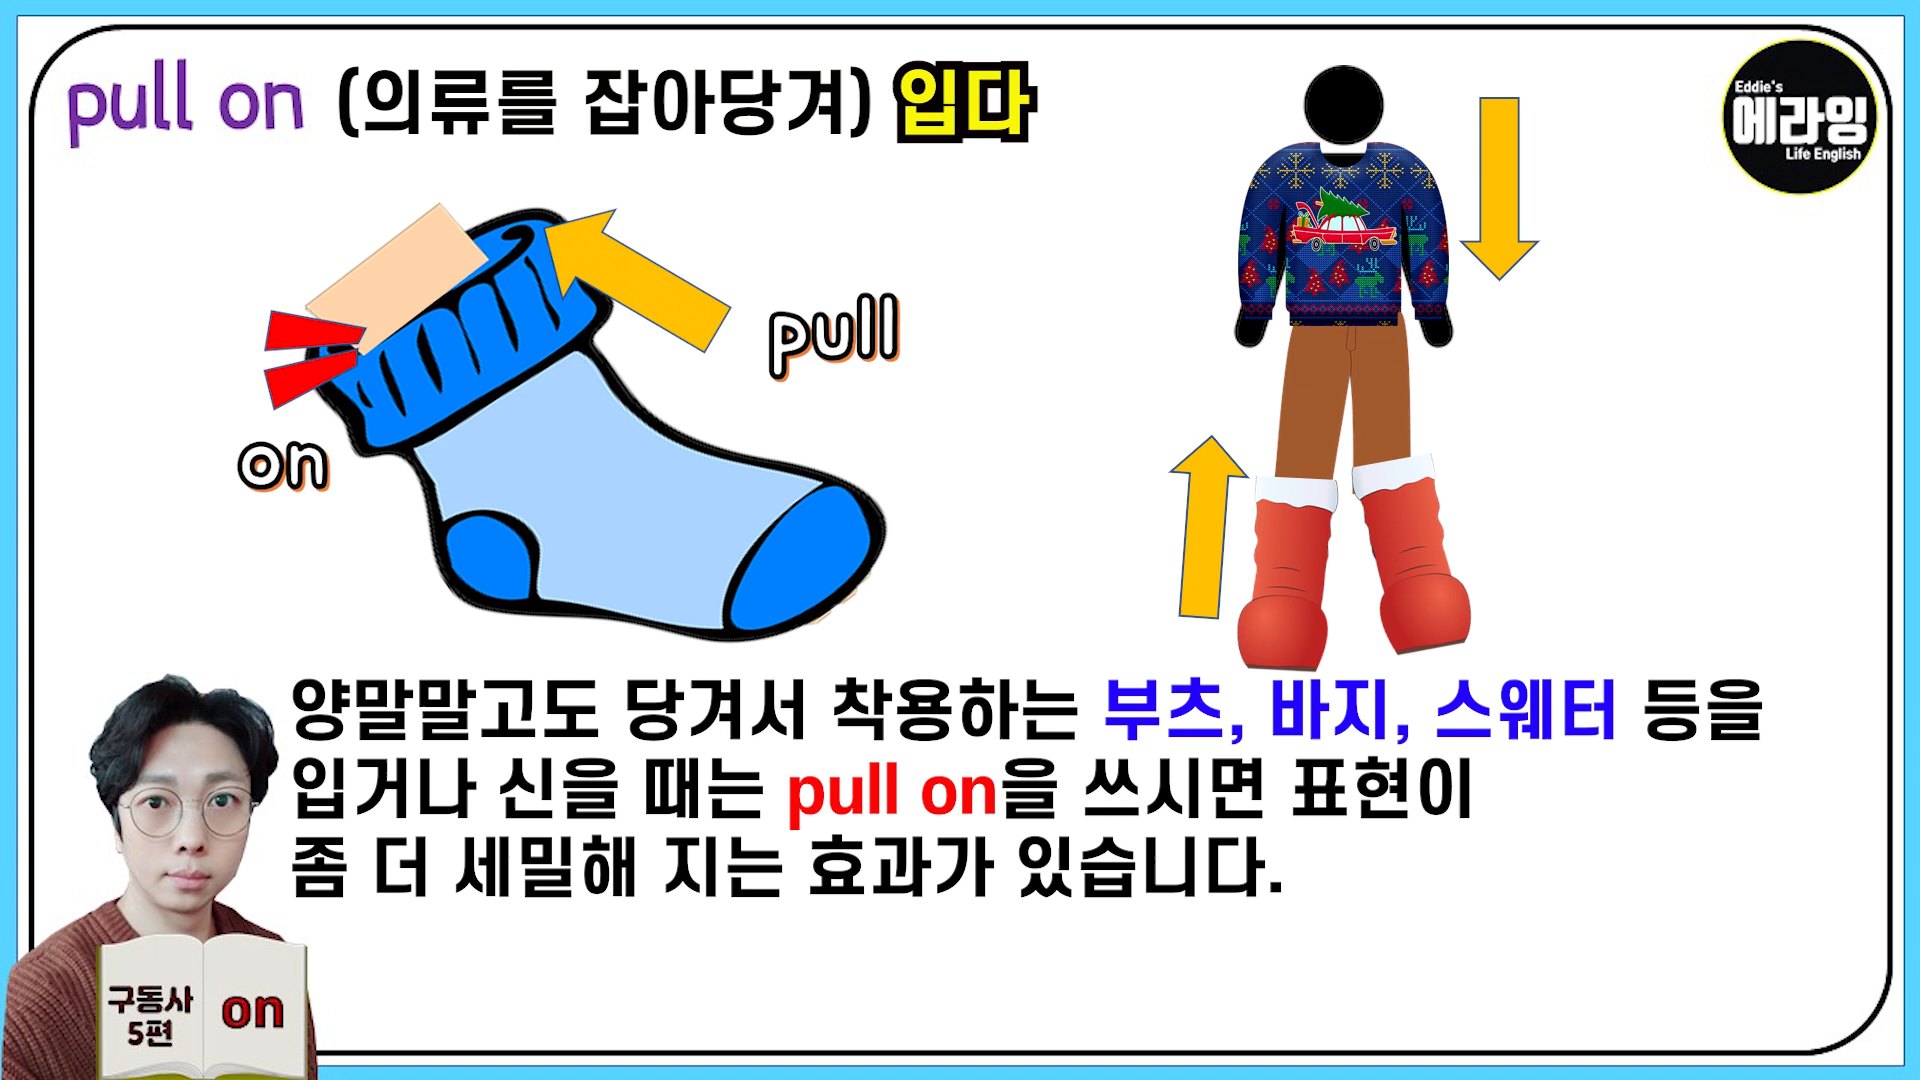 pull on (의류를 잡아당겨) 입다
Eddie's
에라잉
Life English
pull
on
양말말고도 당겨서 착용하는 부츠, 바지, 스웨터 등을
입거나 신을 때는 pull on을 쓰시면 표현이
좀 더 세밀해 지는 효과가 있습니다.
구동사
5편
on